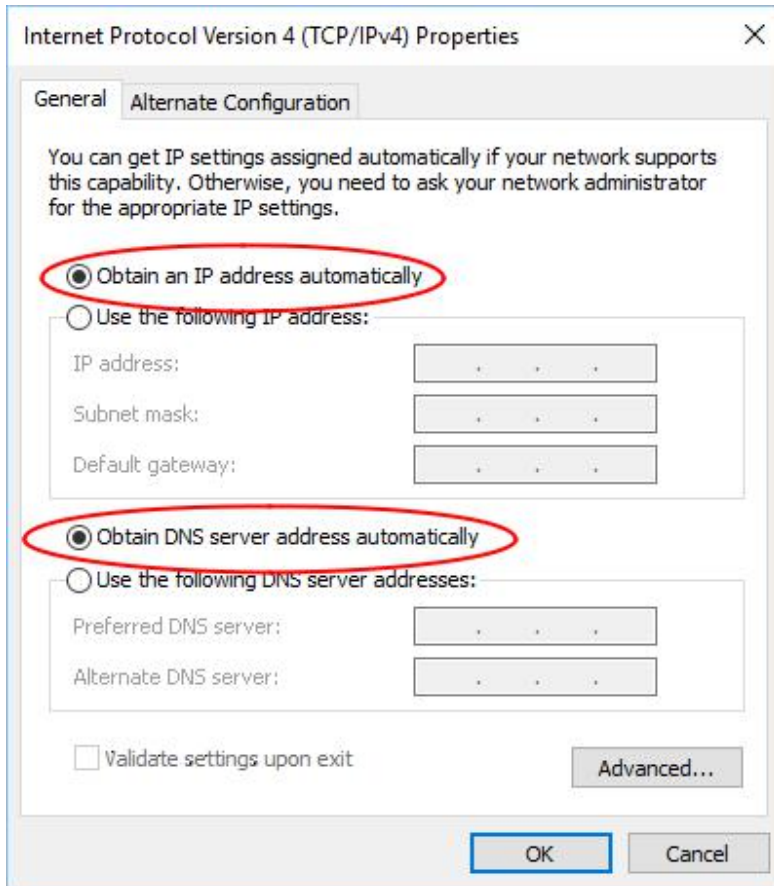 Internet Protocol Version 4 (TCP/IPv4) Properties
General
Alternate Configuration
You can get IP settings assigned automatically if your network supports
this capability. Otherwise, you need to ask your network administrator
for the appropriate IP settings.
Obtain an IP address automatically
Use the following IP address:
IP address:
Subnet mask:
Default gateway:
Obtain DNS server address automatically
Use the following DNS server addresses:
Preferred DNS server:
Alternate DNS server:
Validate settings upon exit
Advanced...
OK
Cancel